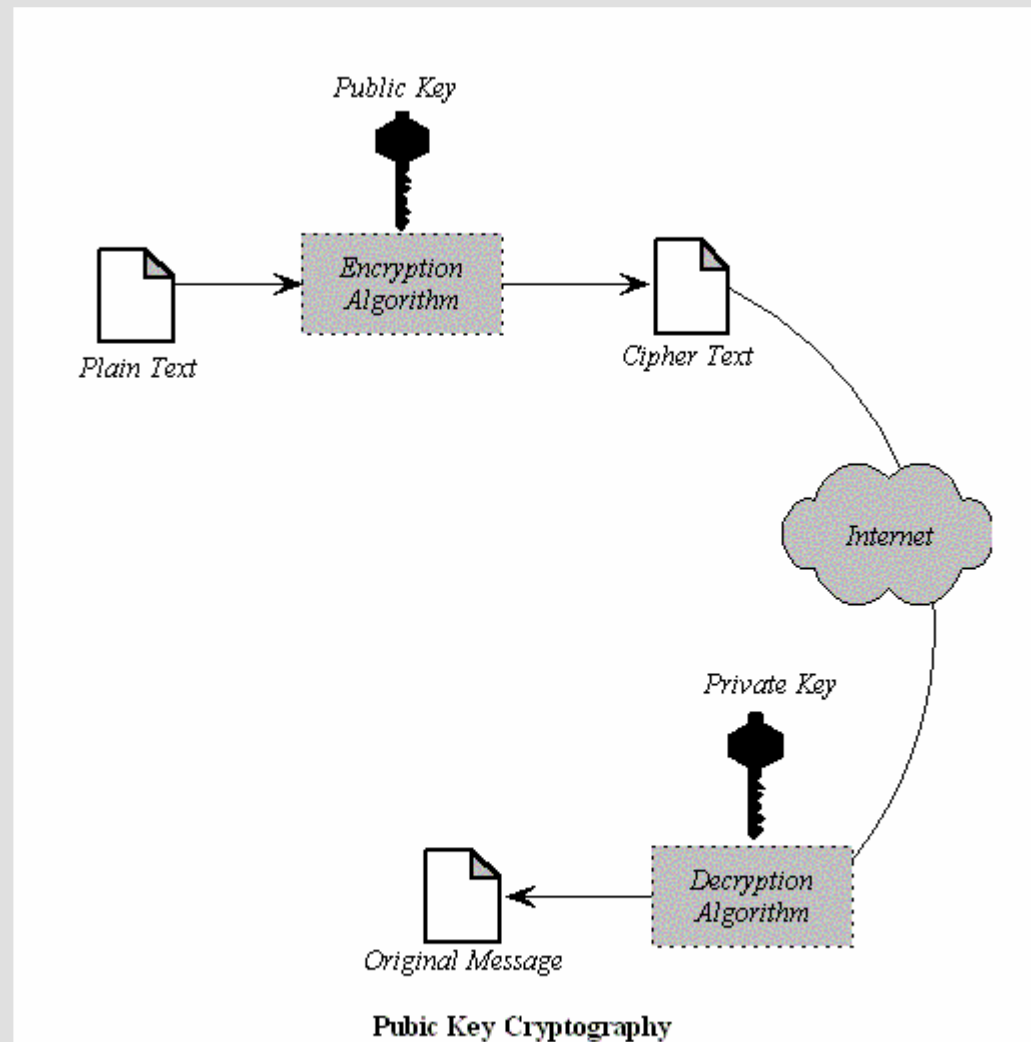 Public Key
Encryption
Algorithm
Plain Text
Cipher Text
Internet
Private Key
Decryption
Algorithm
Original Message
Pubic Key Cryptography